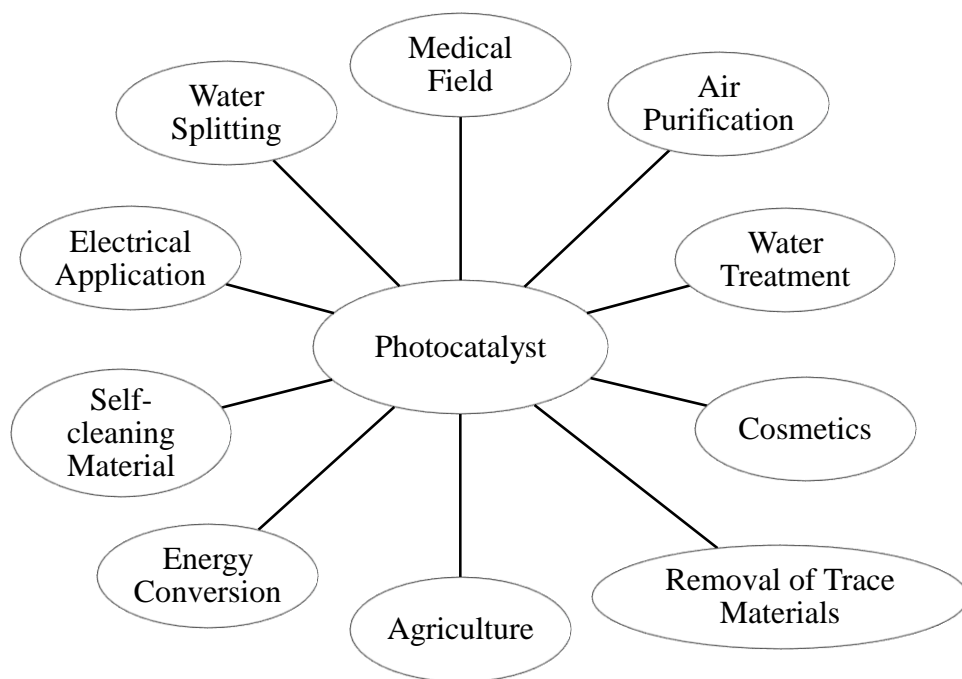 Medical
Field
Air
Purification
Water
Splitting
Electrical
Application
Water
Treatment
Photocatalyst
Self-
cleaning
Material
Cosmetics
Energy
Conversion
Removal of Trace
Materials
Agriculture